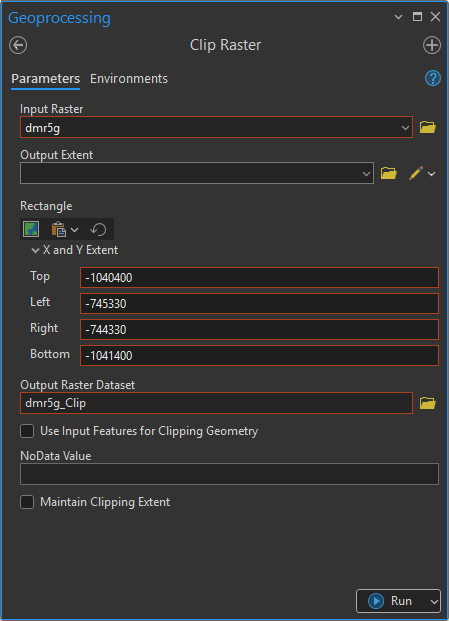 Geoprocessing
Clip Raster
Parameters Environments
Input Raster
dmr5g
Output Extent
Rectangle
X and Y Extent
Top -1040400
Left -745330
Right -744330
Bottom -1041400
Output Raster Dataset
dmr5g_Clip
Use Input Features for Clipping Geometry
NoData Value
Maintain Clipping Extent
Run